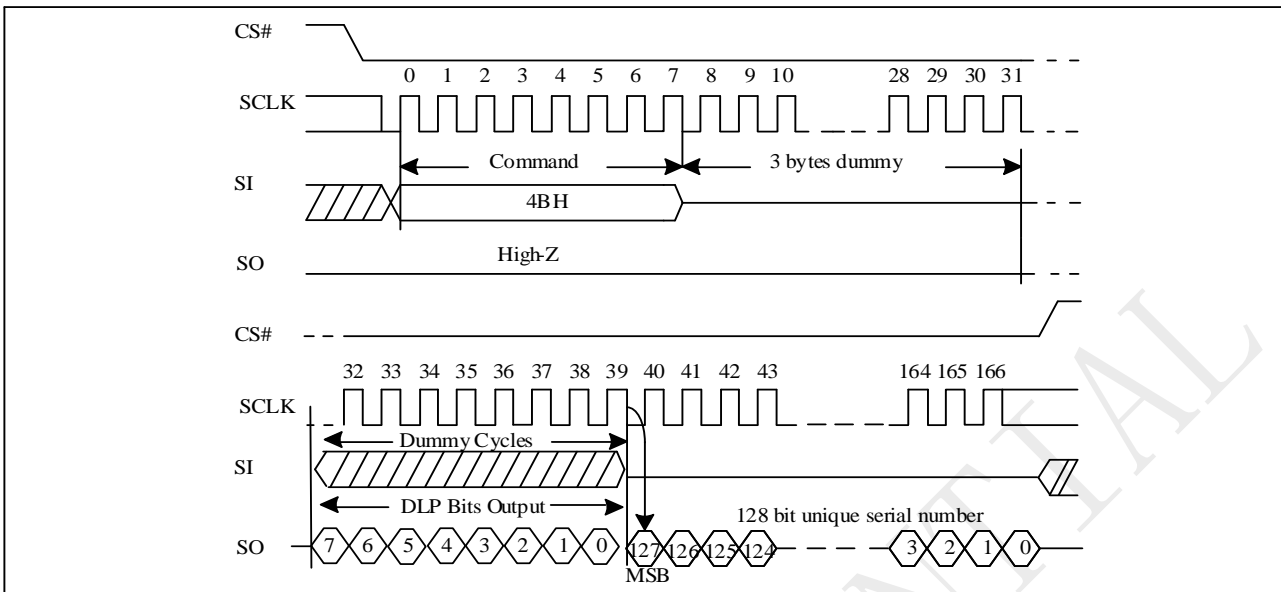 CS#
0 1 2 3 4 5 6 7 8 9 10 28 29 30 31
SCLK
Command 3 bytes dummy
SI
4BH
High-Z
SO
CS#
32 33 34 35 36 37 38 39 40 41 42 43 164 165 166
SCLK
Dummy Cycles
SI
DLP Bits Output
128 bit unique serial number
SO 7 6 5 4 3 2 1 0 127 126 125 124 3 2 1 0
MSB
NTIAL